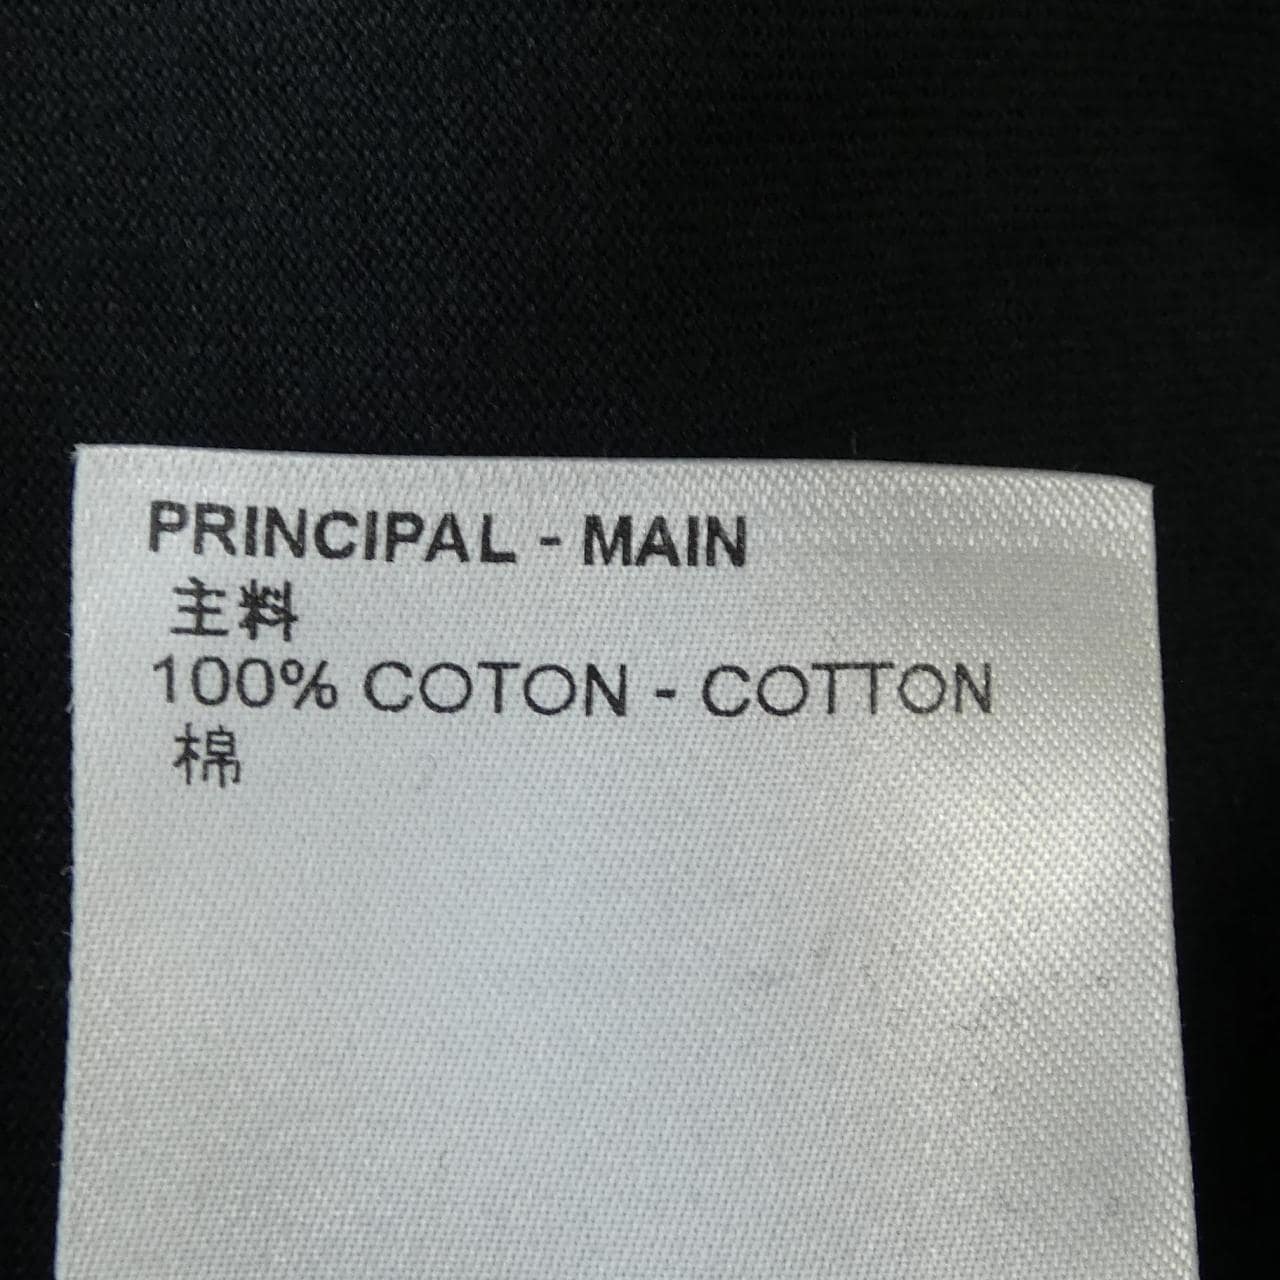 PRINCIPAL - MAIN
主料
100% COTON - COTTON
棉